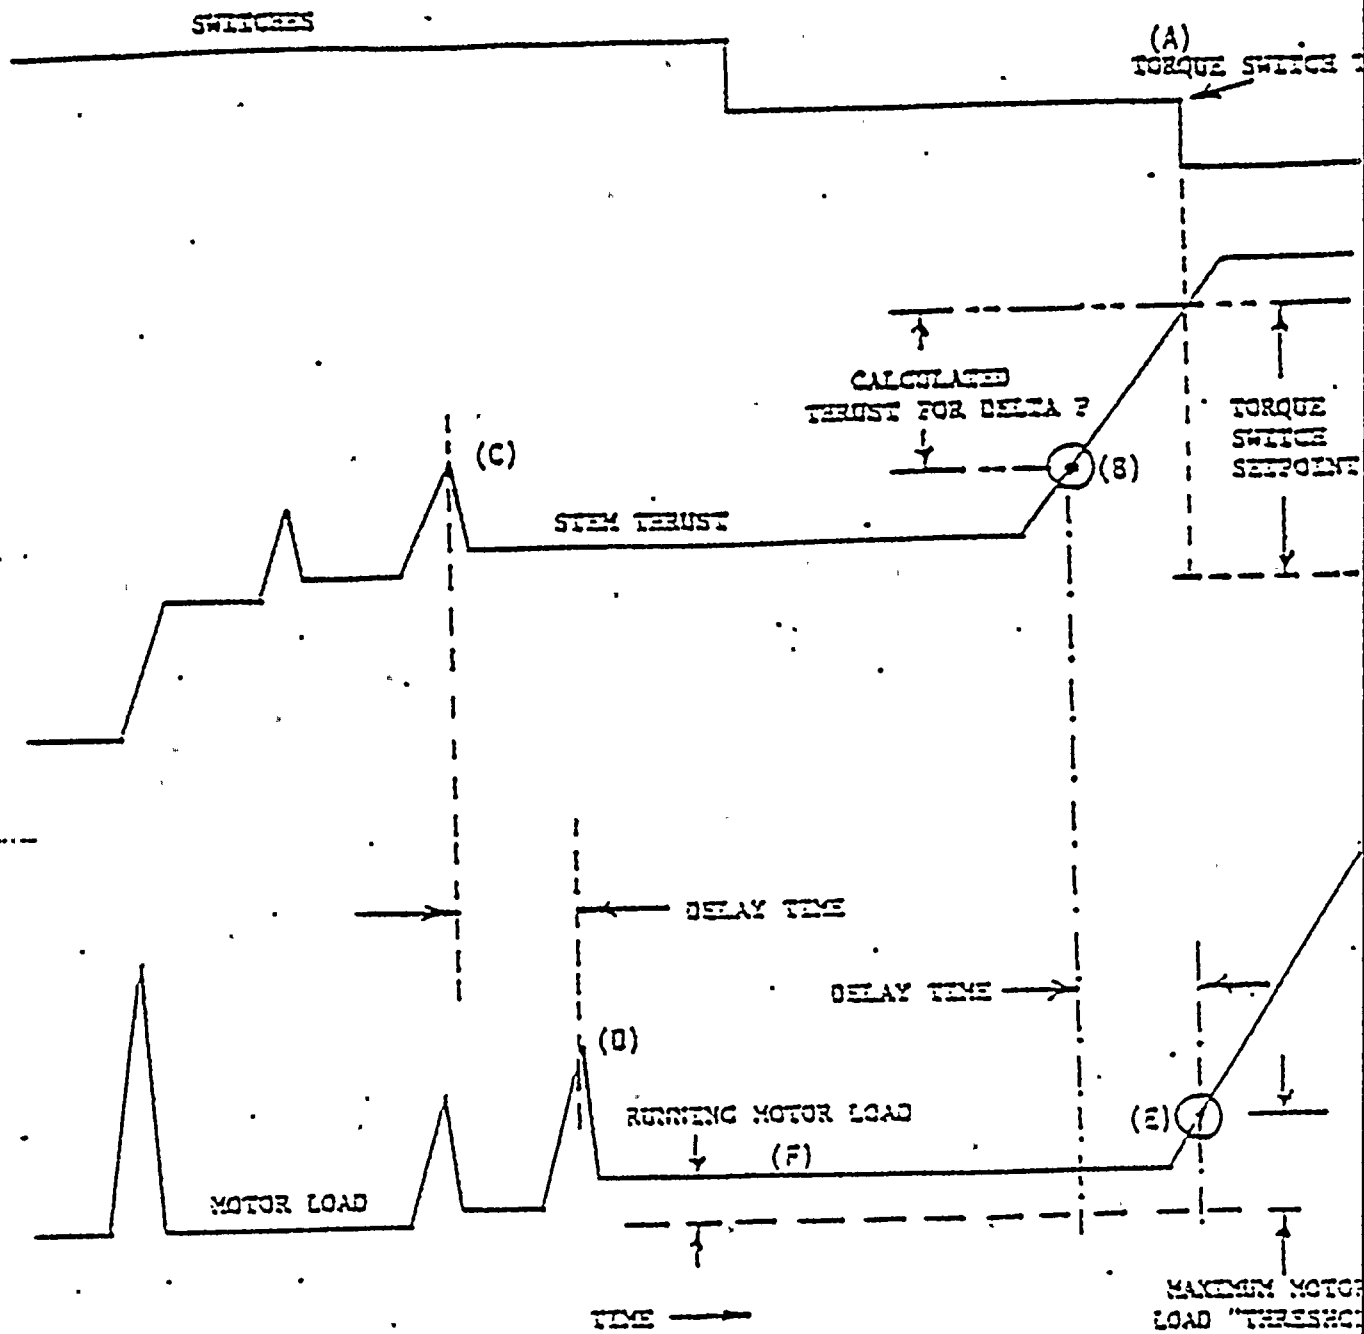 SWITCHES
(A)
TORQUE SWITCH
CALCULATED
THRUST FOR DELTA P
TORQUE
SWITCH
SETPOINT
(C)
(B)
STEM THRUST
DELAY TIME
DELAY TIME
(D)
RUNNING MOTOR LOAD
(E)
(F)
MOTOR LOAD
MAXIMUM MOTOR
LOAD "THRESHOL
TIME